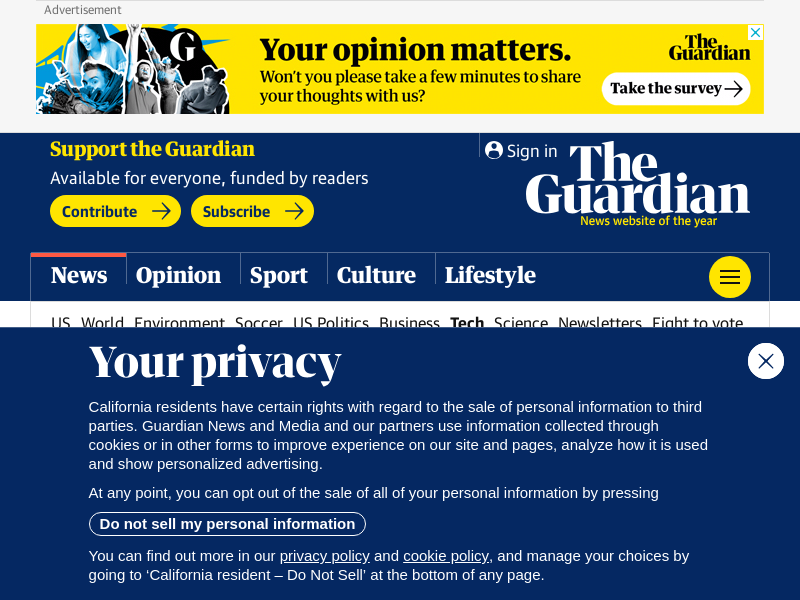 Advertisement
G
Your opinion matters.
Won't you please take a few minutes to share
your thoughts with us?
The
Guardian
Take the survey
Support the Guardian
Available for everyone, funded by readers
Contribute
Subscribe
Sign in
The
Guardian
News website of the year
News Opinion Sport Culture Lifestyle
US World Environment Soccer US Politics Business Tech Science Newsletters Fight to vote
Your privacy
California residents have certain rights with regard to the sale of personal information to third
parties. Guardian News and Media and our partners use information collected through
cookies or in other forms to improve experience on our site and pages, analyze how it is used
and show personalized advertising.
At any point, you can opt out of the sale of all of your personal information by pressing
Do not sell my personal information
You can find out more in our privacy policy and cookie policy, and manage your choices by
going to ‘California resident – Do Not Sell’ at the bottom of any page.